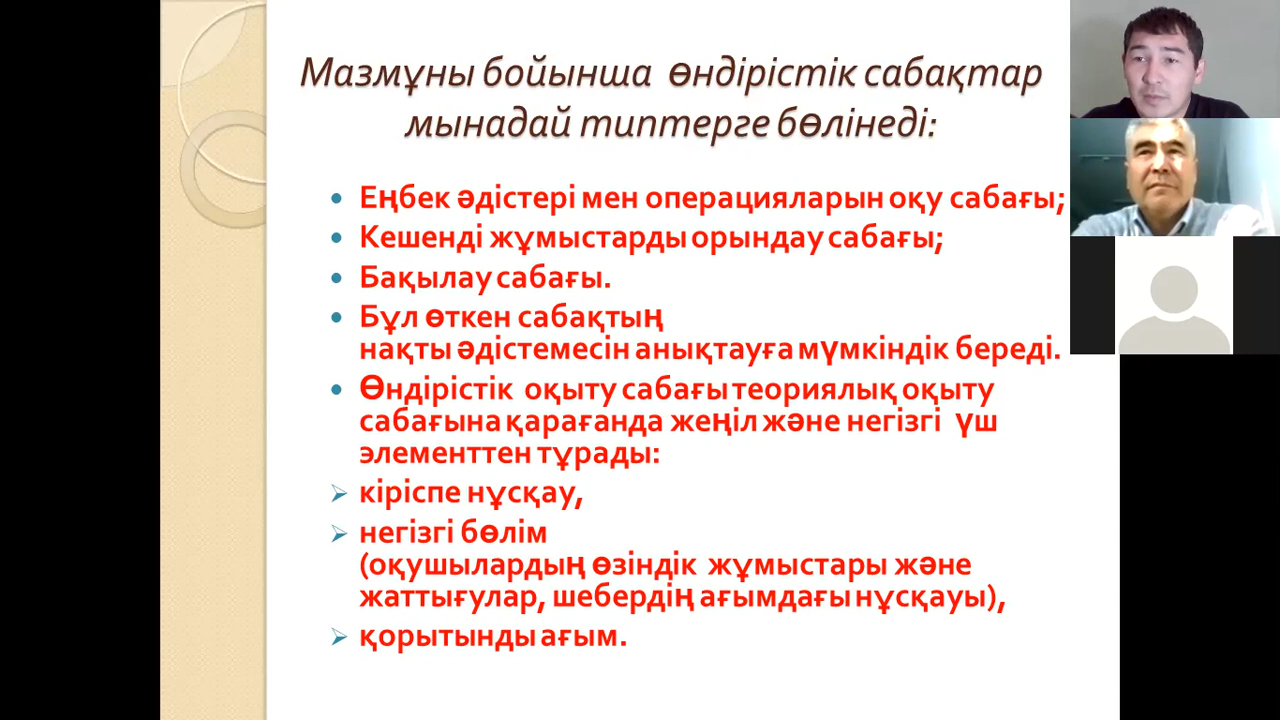 Мазмұны бойынша өндірістік сабақтар
мынадай типтерге бөлінеді:
• Еңбек әдістері мен операцияларын оқу сабағы;
• Кешенді жұмыстарды орындау сабағы;
• Бақылау сабағы.
• Бұл өткен сабақтың
нақты әдістемесін анықтауға мүмкіндік береді.
• Өндірістік оқыту сабағы теориялық оқыту
сабағына қарағанда жеңіл және негізгі үш
элементтен тұрады:
➢ кіріспе нұсқау,
➢ негізгі бөлім
(оқушылардың өзіндік жұмыстары және
жаттығулар, шебердің ағымдағы нұсқауы),
➢ қорытынды ағым.